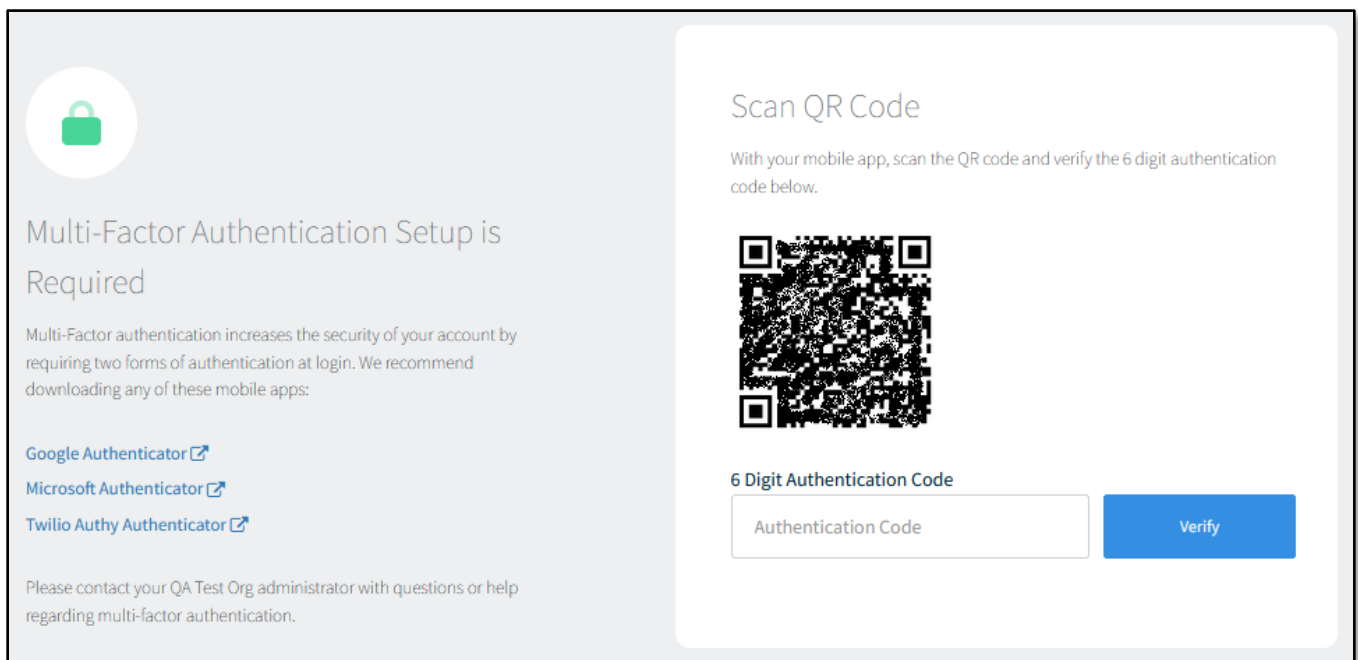 Multi-Factor Authentication Setup is
Required
Multi-Factor authentication increases the security of your account by
requiring two forms of authentication at login. We recommend
downloading any of these mobile apps:
Google Authenticator
Microsoft Authenticator
Twilio Authy Authenticator
Please contact your QA Test Org administrator with questions or help
regarding multi-factor authentication.
Scan QR Code
With your mobile app, scan the QR code and verify the 6 digit authentication
code below.
6 Digit Authentication Code
Authentication Code
Verify